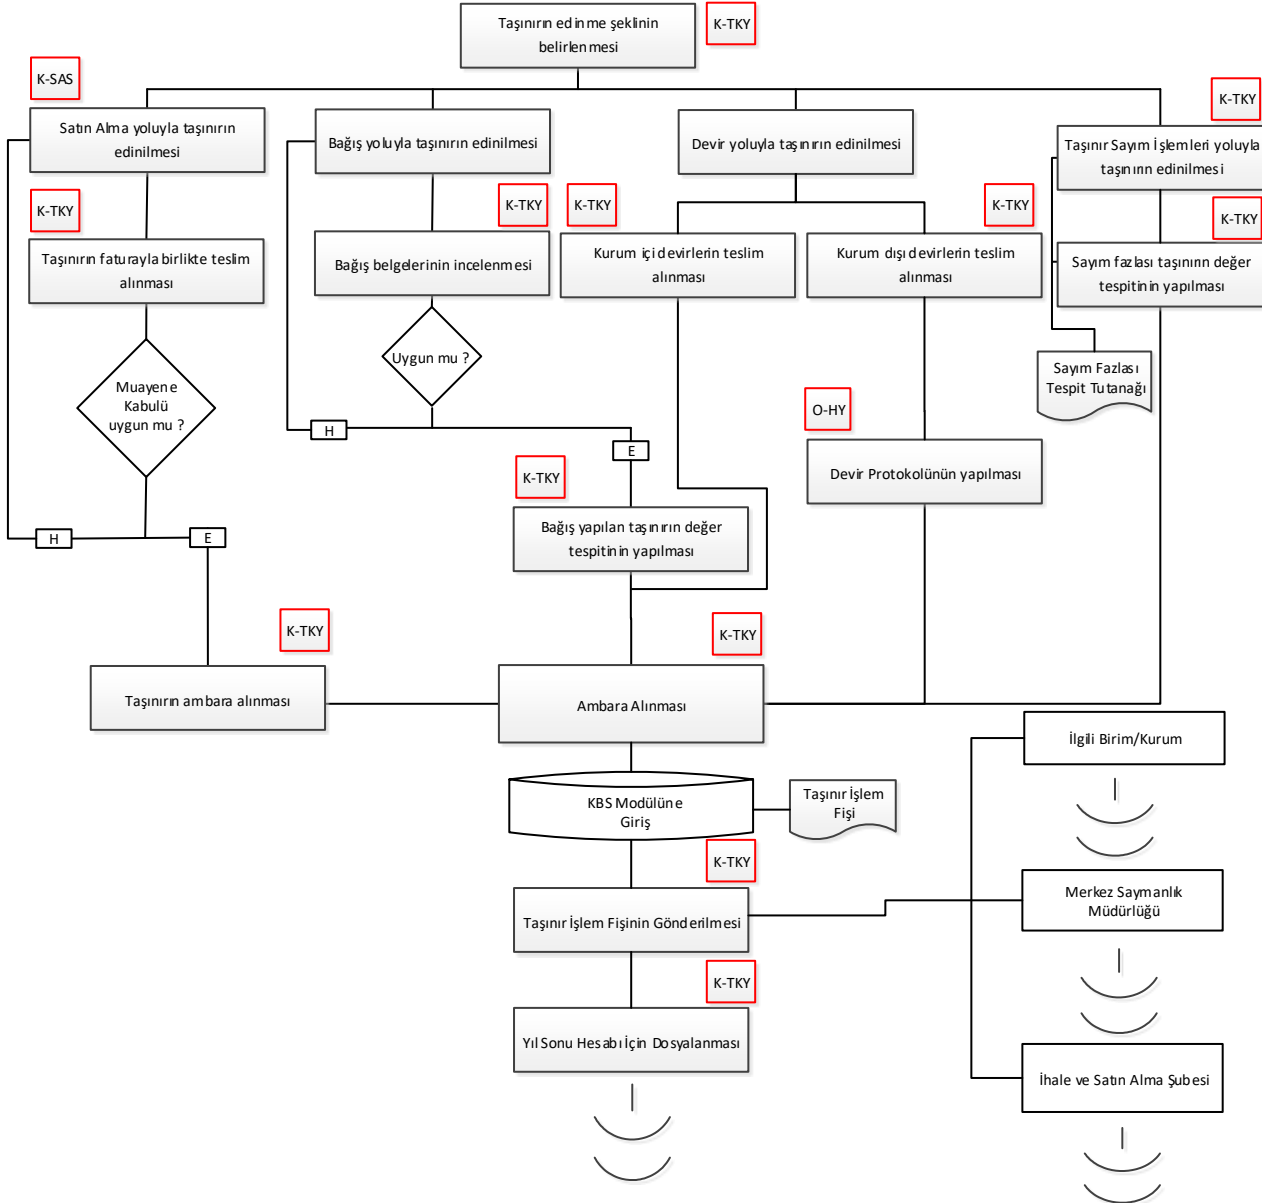 Taşınırın edinme şeklinin
belirlenmesi
K-TKY
K-SAS
K-TKY
Satın Alma yoluyla taşınırın
edinilmesi
Bağış yoluyla taşınırın edinilmesi
Devir yoluyla taşınırın edinilmesi
Taşınır Sayım İşlemleri yoluyla
taşınırın edinilmesi
K-TKY
K-TKY
K-TKY
K-TKY
K-TKY
Taşınırın faturayla birlikte teslim
alınması
Bağış belgelerinin incelenmesi
Kurum içi devirlerin teslim
alınması
Kurum dışı devirlerin teslim
alınması
Sayım fazlası taşınırın değer
tespitinin yapılması
Muayene
Kabulü
uygun mu ?
Uygun mu ?
Sayım Fazlası
Tespit Tutanağı
O-HY
H
E
Devir Protokolünün yapılması
K-TKY
H
E
Bağış yapılan taşınırın değer
tespitinin yapılması
K-TKY
K-TKY
Taşınırın ambara alınması
Ambara Alınması
İlgili Birim/Kurum
KBS Modülüne
Giriş
Taşınır İşlem
Fişi
K-TKY
Taşınır İşlem Fişinin Gönderilmesi
Merkez Saymanlık
Müdürlüğü
K-TKY
Yıl Sonu Hesabı İçin Dosyalanması
İhale ve Satın Alma Şubesi